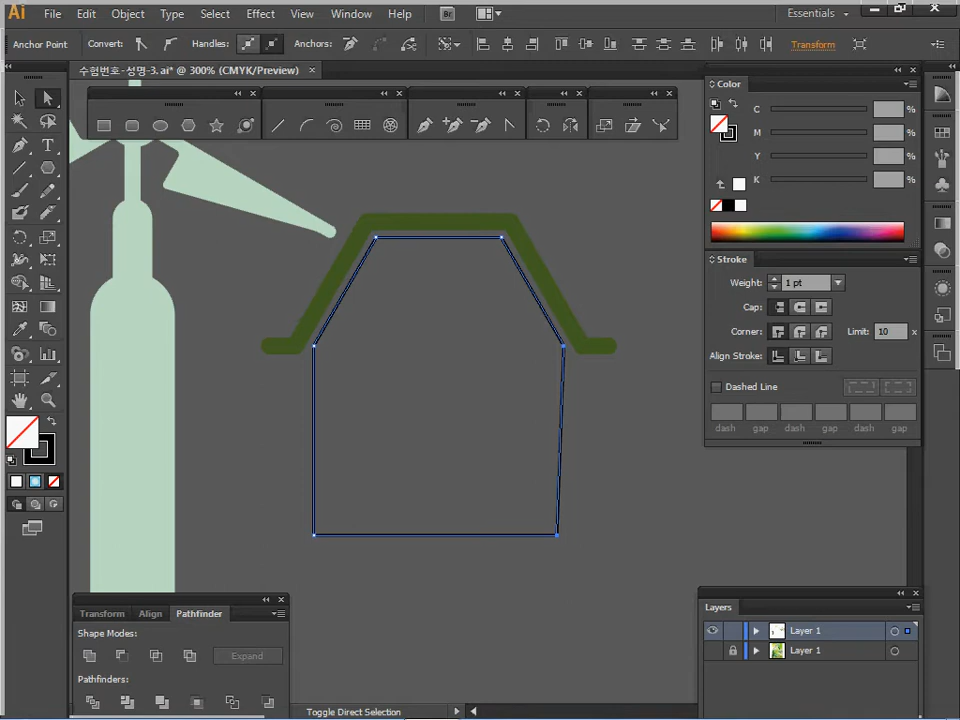 Ai File Edit Object Type Select Effect View Window Help Br Essentials
Anchor Point Convert: Handles: Anchors: Transform
수험번호-성명-3.ai* @ 300% (CMYK/Preview) ×
Color
C %
M %
Y %
K %
Stroke
Weight: 1 pt
Cap:
Corner: Limit: 10 x
Align Stroke:
Dashed Line
dash gap dash gap dash gap
Transform Align Pathfinder
Shape Modes:
Expand
Pathfinders:
Layers
Layer 1
Layer 1
Toggle Direct Selection